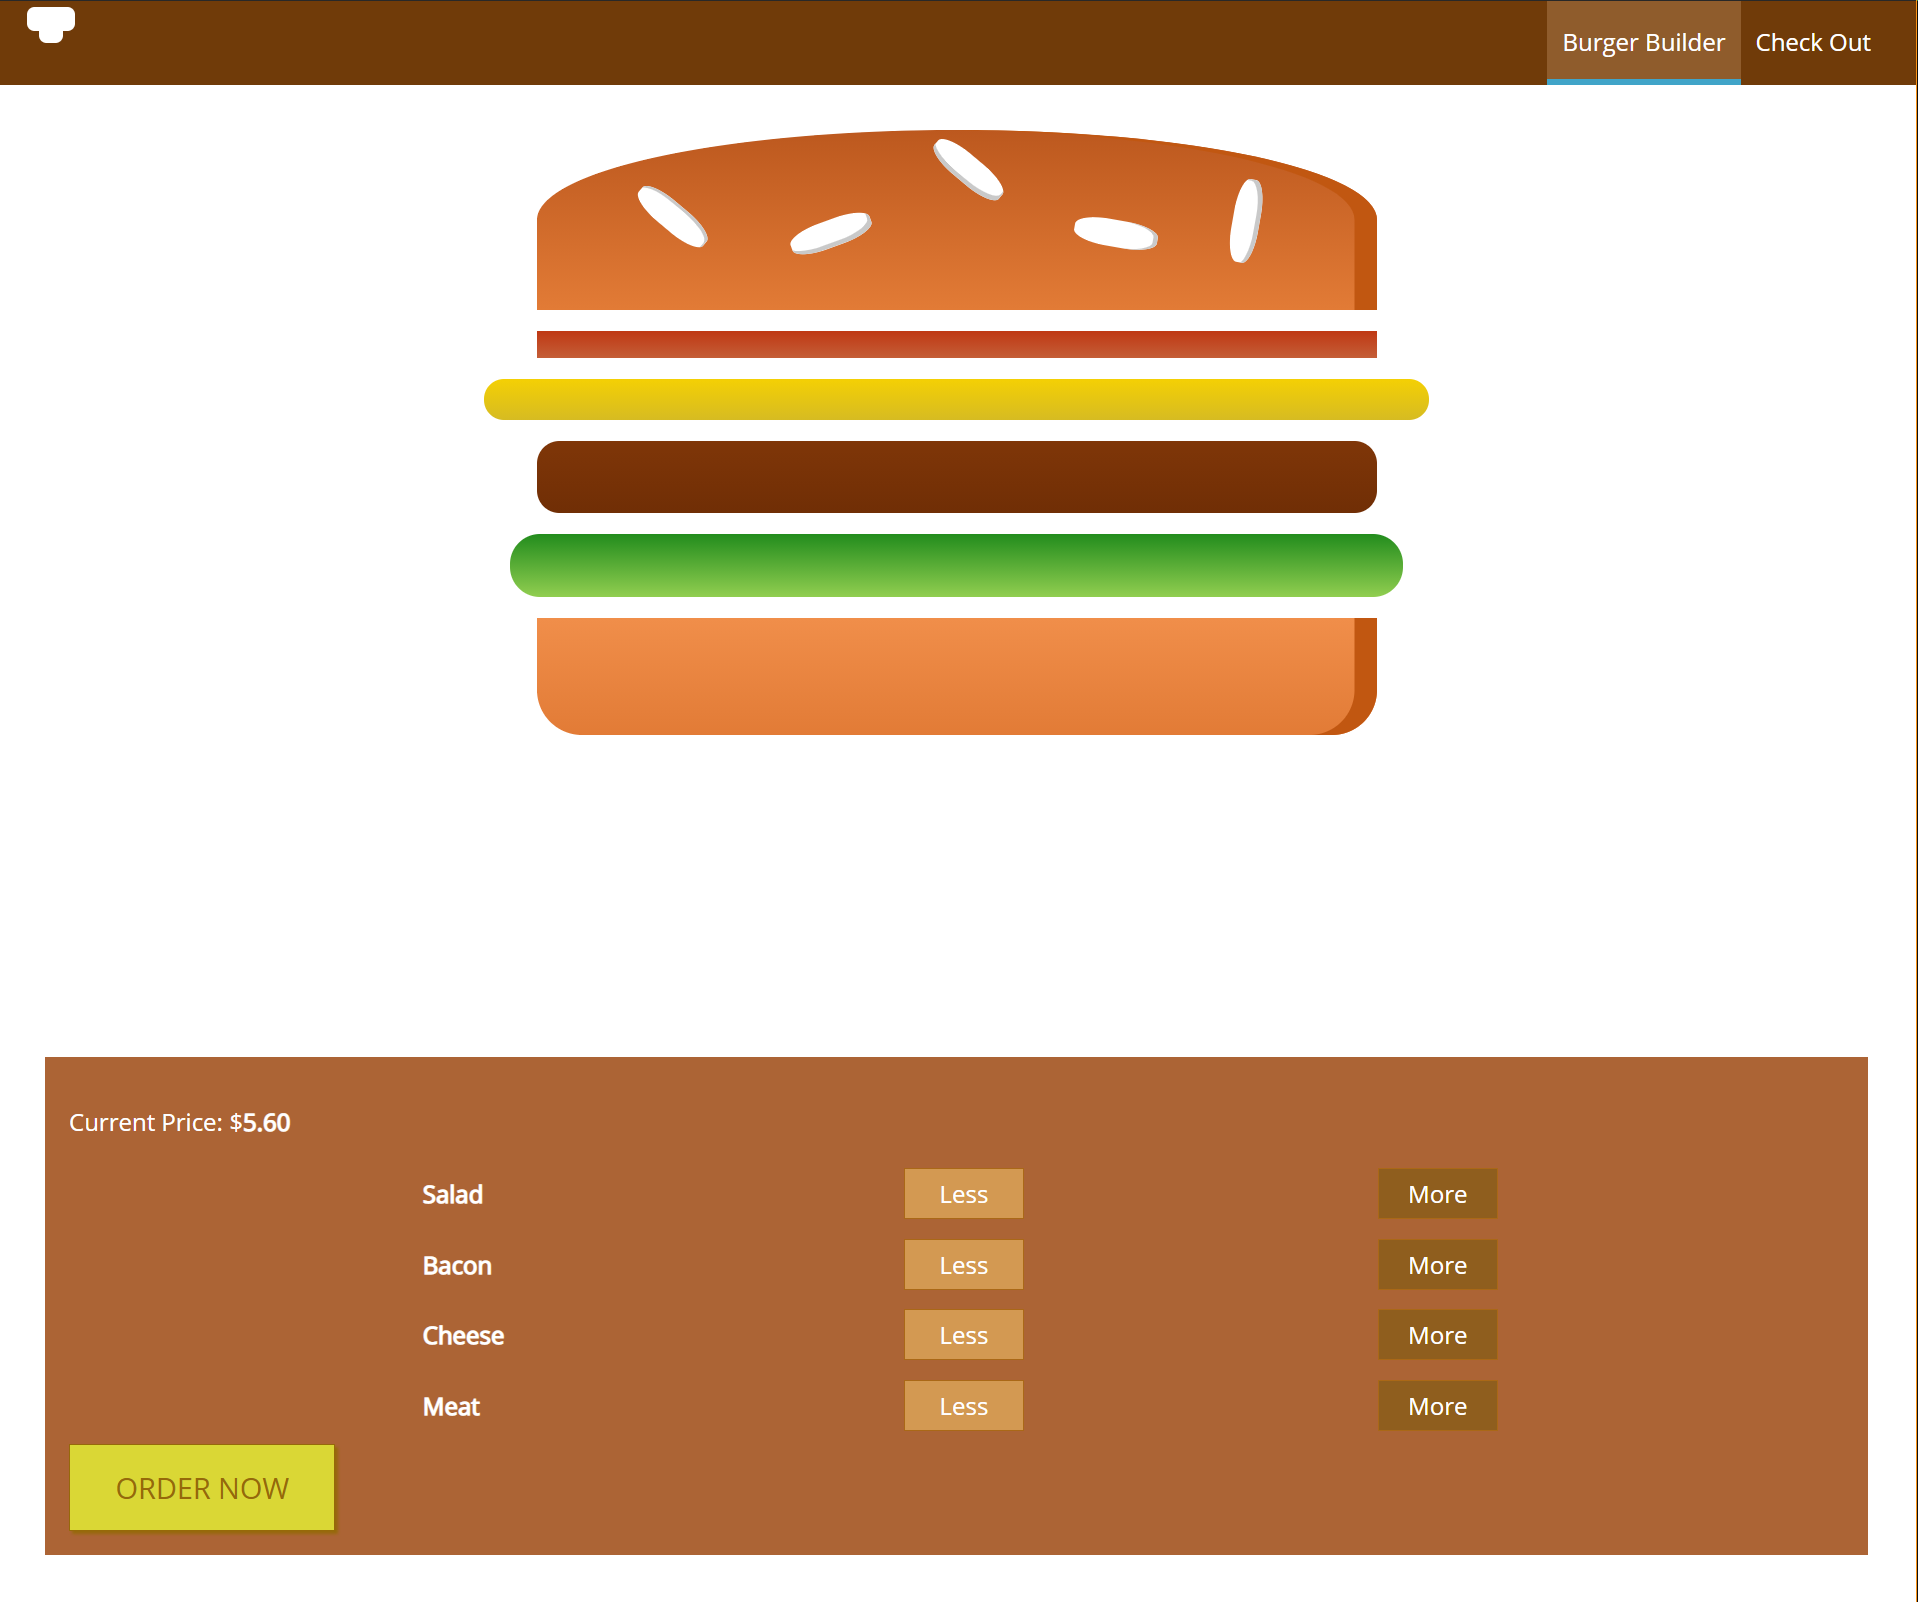 Burger Builder Check Out
Current Price: $5.60
Salad Less More
Bacon Less More
Cheese Less More
Meat Less More
ORDER NOW